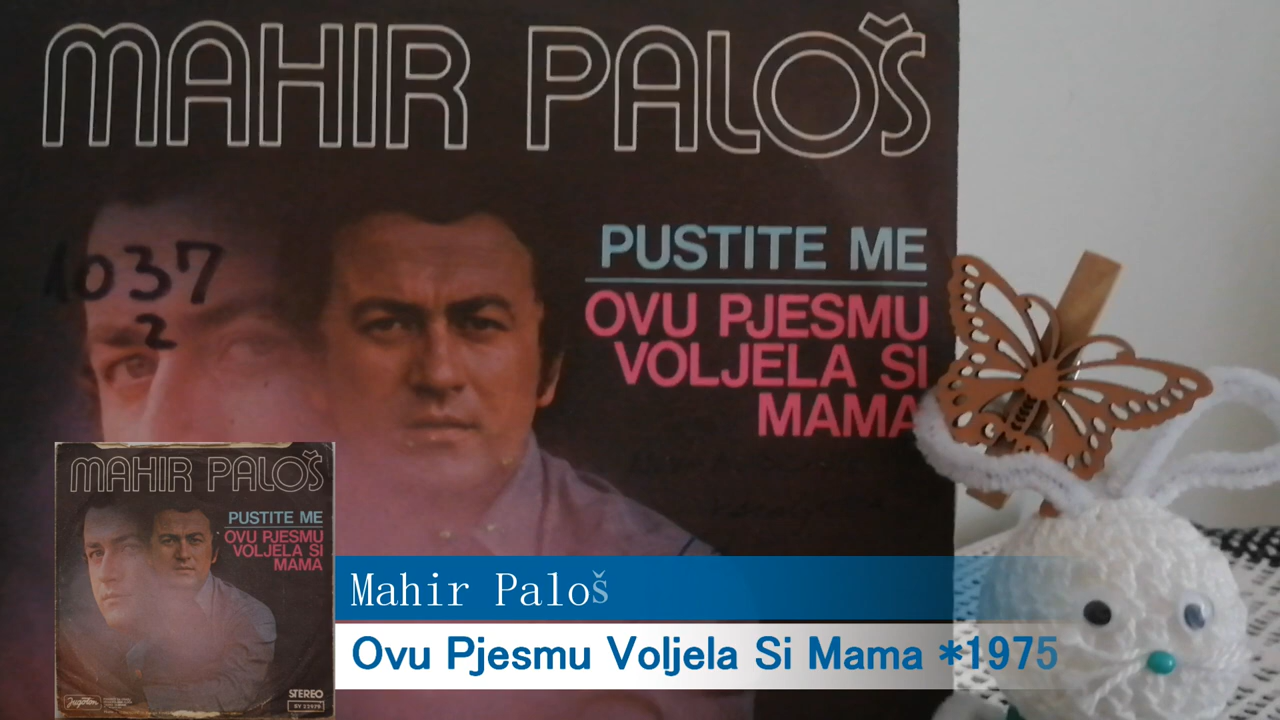 MAHIR PALOŠ
PUSTITE ME
OVU PJESMU
VOLJELA SI
MAMA
1037
2
MAHIR PALOŠ
PUSTITE ME
OVU PJESMU
VOLJELA SI
MAMA
Jugoton
STEREO
Mahir Paloš
Ovu Pjesmu Voljela Si Mama *1975